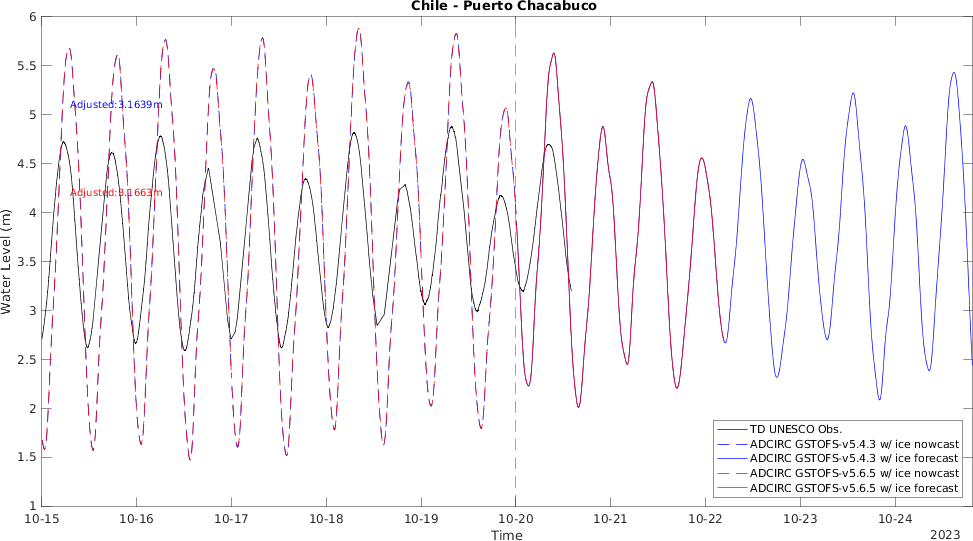 Chile - Puerto Chacabuco
Water Level (m)
6
5.5
5
4.5
4
3.5
3
2.5
2
1.5
1
Adjusted:3.1639m
Adjusted:3.1663m
TD UNESCO Obs.
ADCIRC GSTOFS-v5.4.3 w/ ice nowcast
ADCIRC GSTOFS-v5.4.3 w/ ice forecast
ADCIRC GSTOFS-v5.6.5 w/ ice nowcast
ADCIRC GSTOFS-v5.6.5 w/ ice forecast
10-15 10-16 10-17 10-18 10-19 10-20 10-21 10-22 10-23 10-24
Time
2023